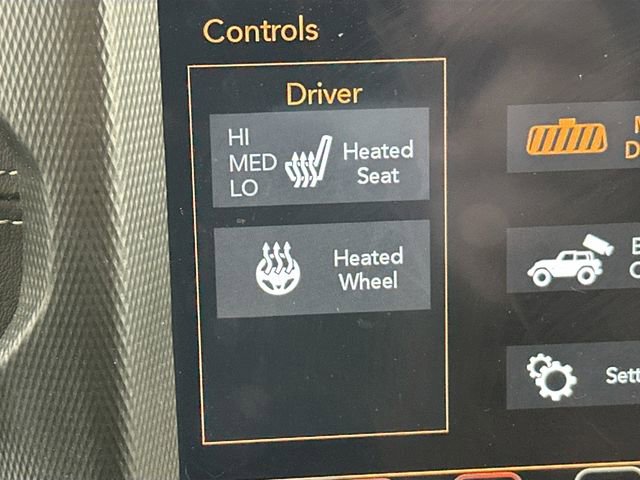 Controls
Driver
HI
MED
LO
Heated
Seat
Heated
Wheel